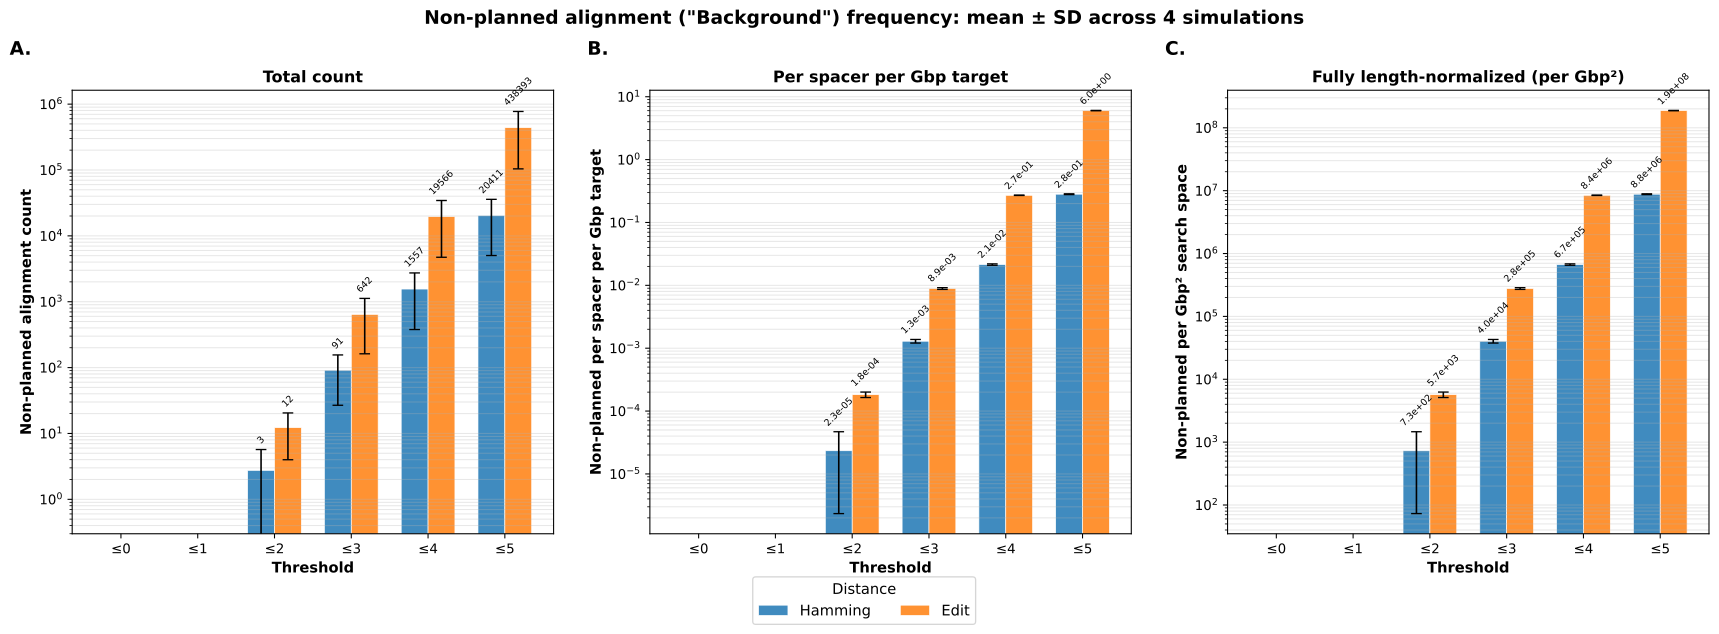 Non-planned alignment ("Background") frequency: mean ± SD across 4 simulations
A.
Total count
Non-planned alignment count
10⁶
10⁵
10⁴
10³
10²
10¹
10⁰
3
12
91
642
1557
19566
20411
438393
≤0
≤1
≤2
≤3
≤4
≤5
Threshold
B.
Per spacer per Gbp target
Non-planned per spacer per Gbp target
10¹
10⁰
10⁻¹
10⁻²
10⁻³
10⁻⁴
10⁻⁵
2.3e-05
1.8e-04
1.3e-03
8.9e-03
2.1e-02
2.7e-01
2.8e-01
6.0e+00
≤0
≤1
≤2
≤3
≤4
≤5
Threshold
C.
Fully length-normalized (per Gbp²)
Non-planned per Gbp² search space
10⁸
10⁷
10⁶
10⁵
10⁴
10³
10²
7.3e+02
5.7e+03
4.0e+04
2.8e+05
6.7e+05
8.4e+06
8.8e+06
1.9e+08
≤0
≤1
≤2
≤3
≤4
≤5
Threshold
Distance
Hamming
Edit